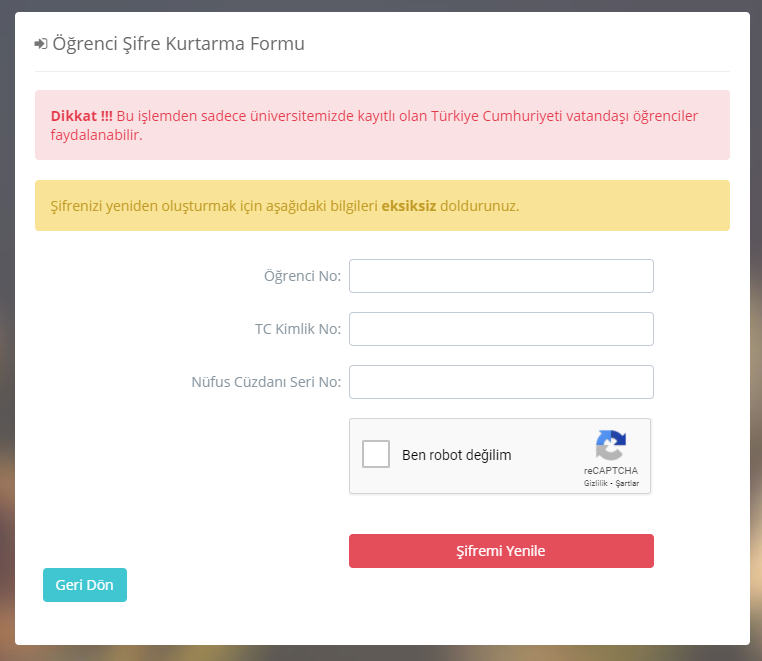 Öğrenci Şifre Kurtarma Formu
Dikkat !!! Bu işlemden sadece üniversitemizde kayıtlı olan Türkiye Cumhuriyeti vatandaşı öğrenciler
faydalanabilir.
Şifrenizi yeniden oluşturmak için aşağıdaki bilgileri eksiksiz doldurunuz.
Öğrenci No:
TC Kimlik No:
Nüfus Cüzdanı Seri No:
Ben robot değilim
reCAPTCHA
Gizlilik - Şartlar
Şifremi Yenile
Geri Dön